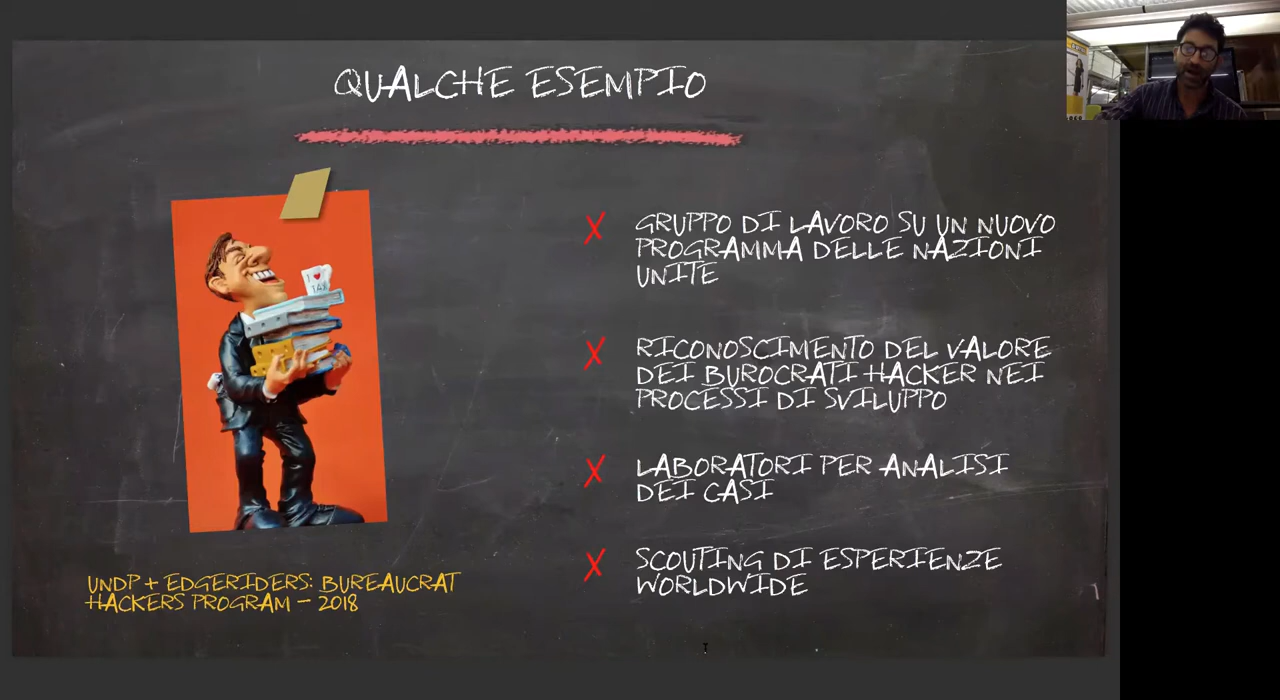 QUALCHE ESEMPIO
GRUPPO DI LAVORO SU UN NUOVO
PROGRAMMA DELLE NAZIONI
UNITE
RICONOSCIMENTO DEL VALORE
DEI BUROCRATI HACKER NEI
PROCESSI DI SVILUPPO
LABORATORI PER ANALISI
DEI CASI
SCOUTING DI ESPERIENZE
WORLDWIDE
I ♥
TAX
UNDP + EDGERIDERS: BUREAUCRAT
HACKERS PROGRAM – 2018